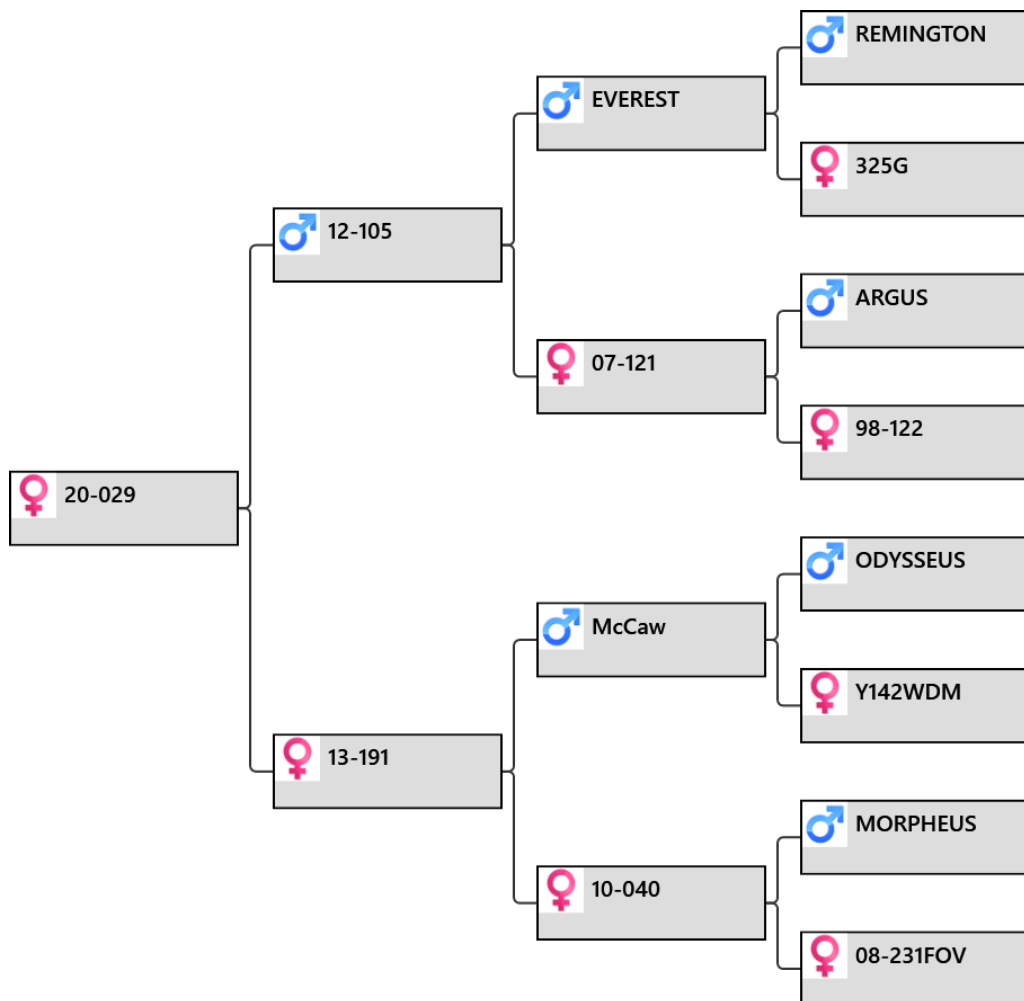 REMINGTON
EVEREST
325G
12-105
ARGUS
07-121
98-122
20-029
ODYSSEUS
McCaw
Y142WDM
13-191
MORPHEUS
10-040
08-231FOV